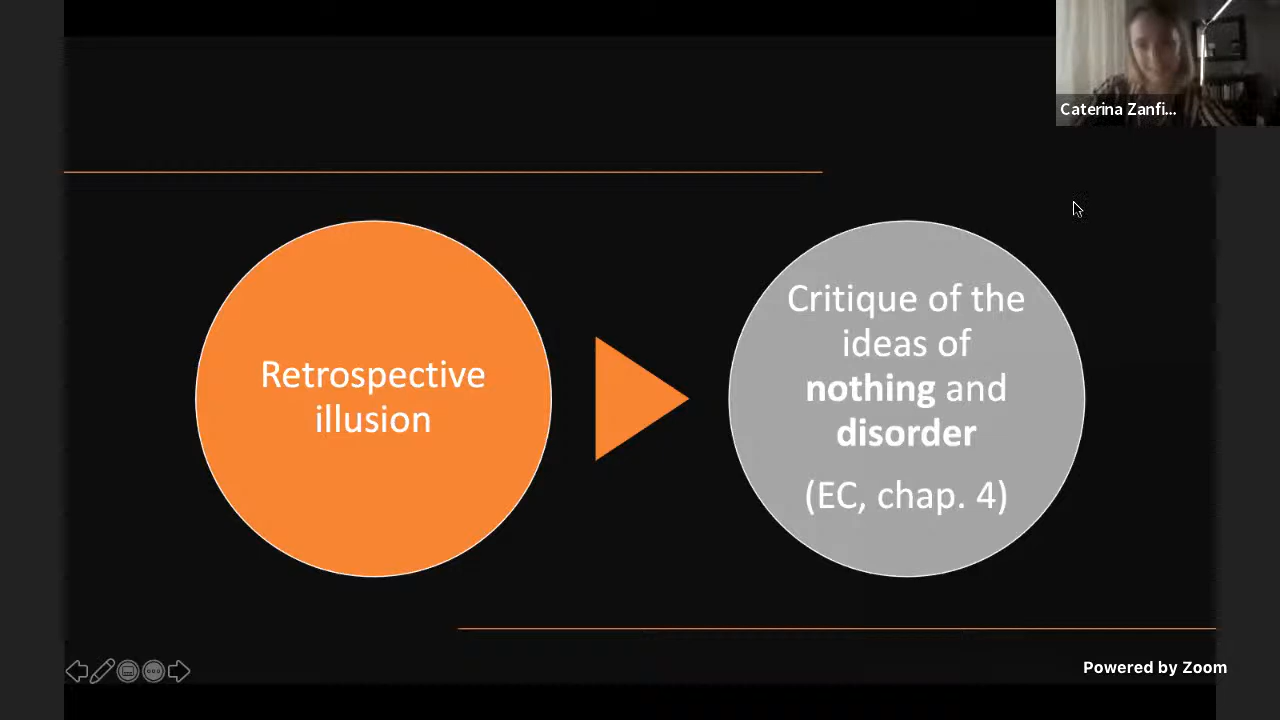 Caterina Zanfi...
Retrospective
illusion
Critique of the
ideas of
nothing and
disorder
(EC, chap. 4)
Powered by Zoom